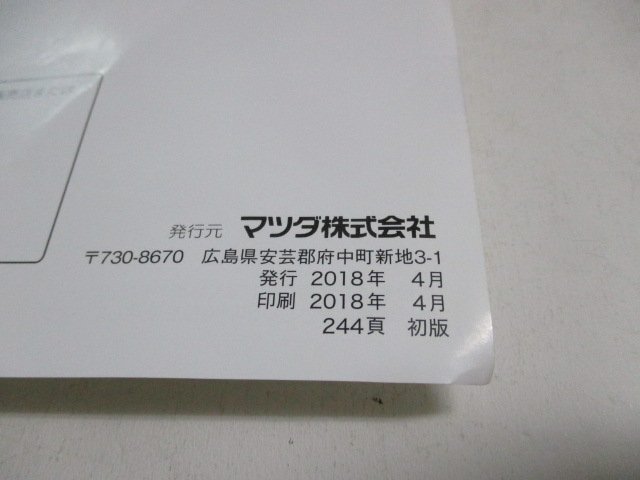 発行元 マツダ株式会社
〒730-8670 広島県安芸郡府中町新地3-1
発行 2018年 4月
印刷 2018年 4月
244頁 初版